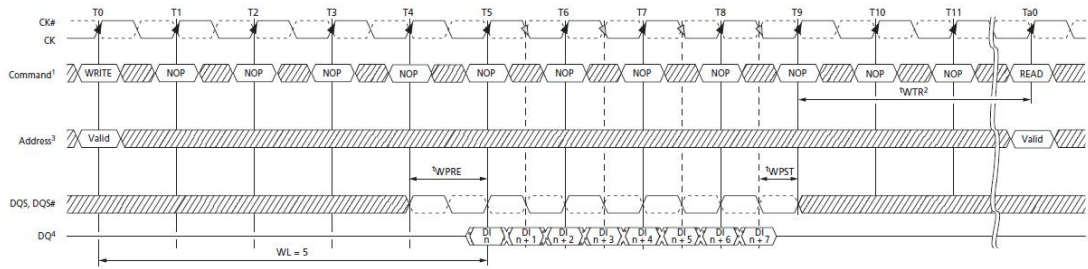 T0 T1 T2 T3 T4 T5 T6 T7 T8 T9 T10 T11 Ta0
CK#
CK
Command¹ WRITE NOP NOP NOP NOP NOP NOP NOP NOP NOP NOP NOP READ
ᵗWTR²
Address³ Valid Valid
ᵗWPRE ᵗWPST
DQS, DQS#
DQ⁴ DI n DI n + 1 DI n + 2 DI n + 3 DI n + 4 DI n + 5 DI n + 6 DI n + 7
WL = 5